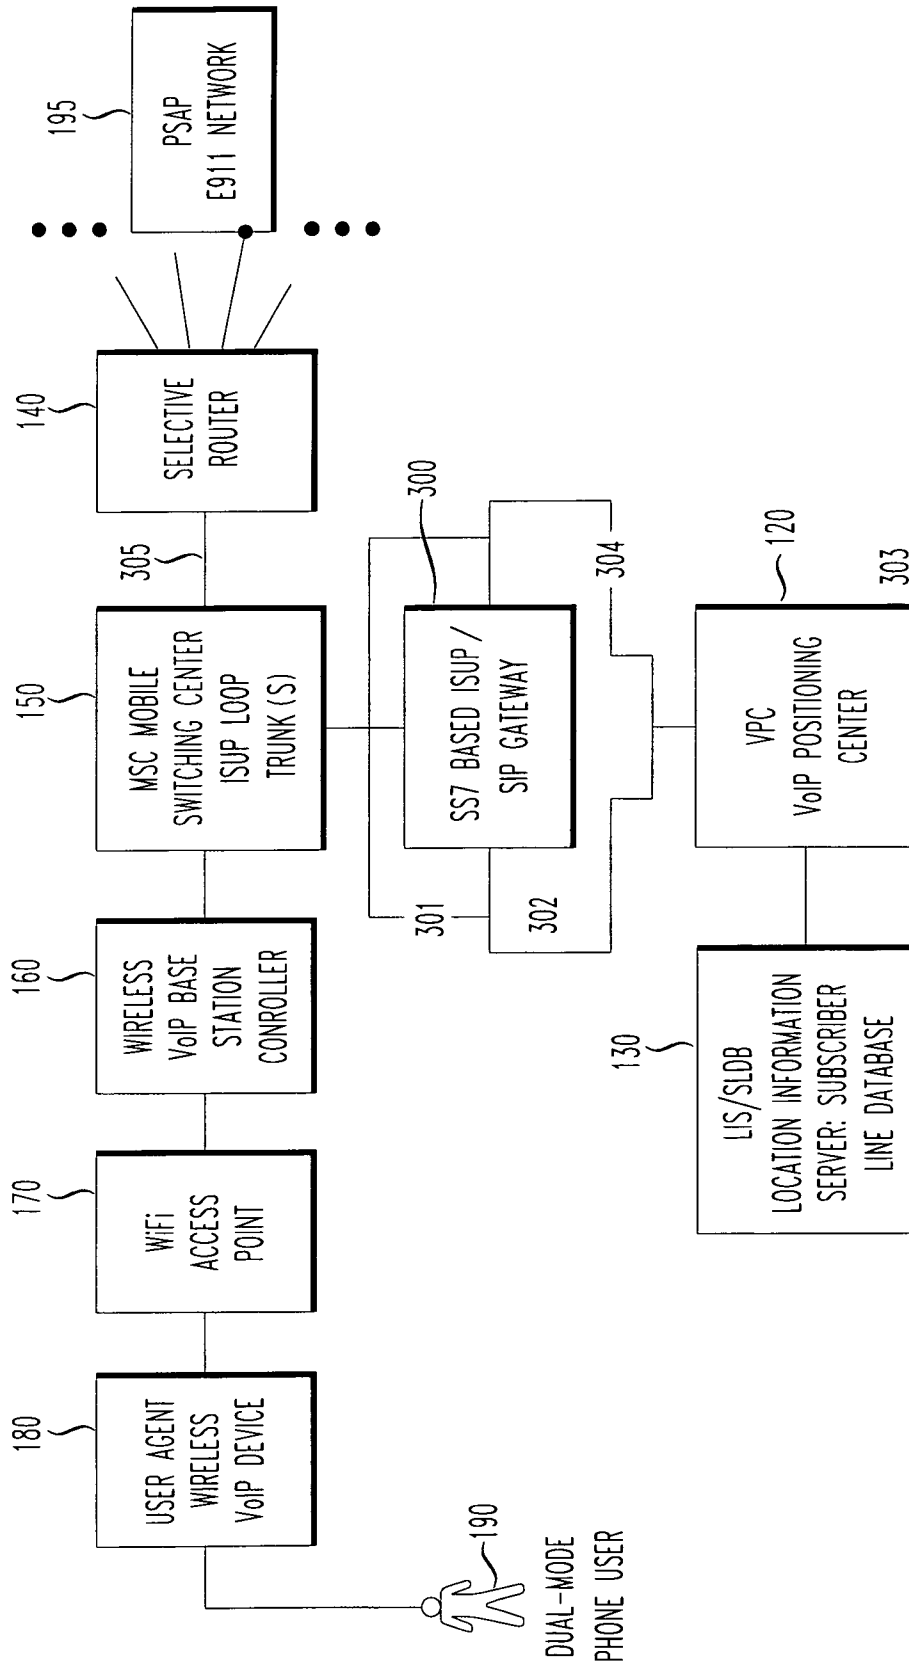 190
DUAL-MODE
PHONE USER
180
USER AGENT
WIRELESS
VoIP DEVICE
170
WiFi
ACCESS
POINT
160
WIRELESS
VoIP BASE
STATION
CONROLLER
150
MSC MOBILE
SWITCHING CENTER
ISUP LOOP
TRUNK(S)
305
140
SELECTIVE
ROUTER
195
PSAP
E911 NETWORK
300
SS7 BASED ISUP /
SIP GATEWAY
301
302
304
130
LIS/SLDB
LOCATION INFORMATION
SERVER: SUBSCRIBER
LINE DATABASE
120
VPC
VoIP POSITIONING
CENTER
303